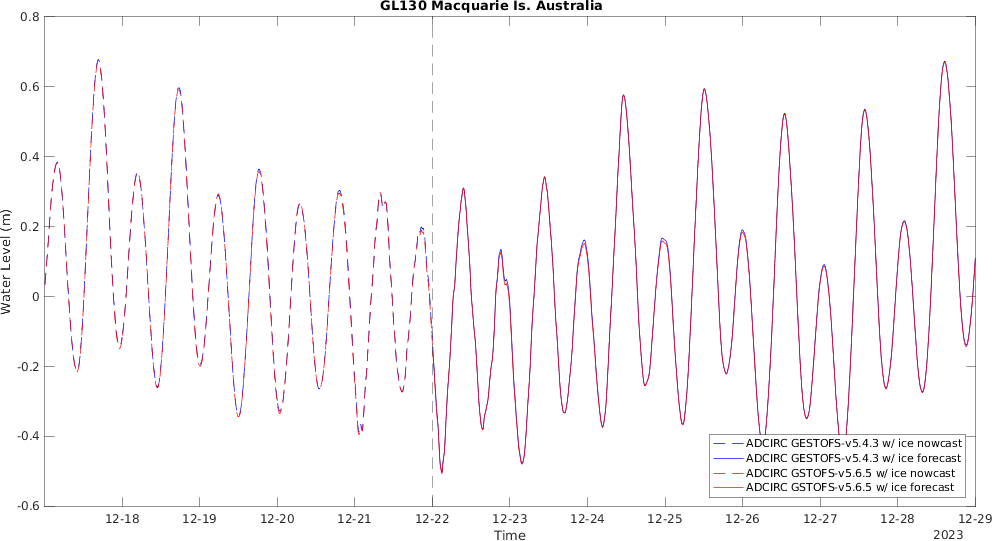 GL130 Macquarie Is. Australia
0.8
0.6
0.4
0.2
0
-0.2
-0.4
-0.6
Water Level (m)
ADCIRC GESTOFS-v5.4.3 w/ ice nowcast
ADCIRC GESTOFS-v5.4.3 w/ ice forecast
ADCIRC GSTOFS-v5.6.5 w/ ice nowcast
ADCIRC GSTOFS-v5.6.5 w/ ice forecast
12-18 12-19 12-20 12-21 12-22 12-23 12-24 12-25 12-26 12-27 12-28 12-29
Time
2023